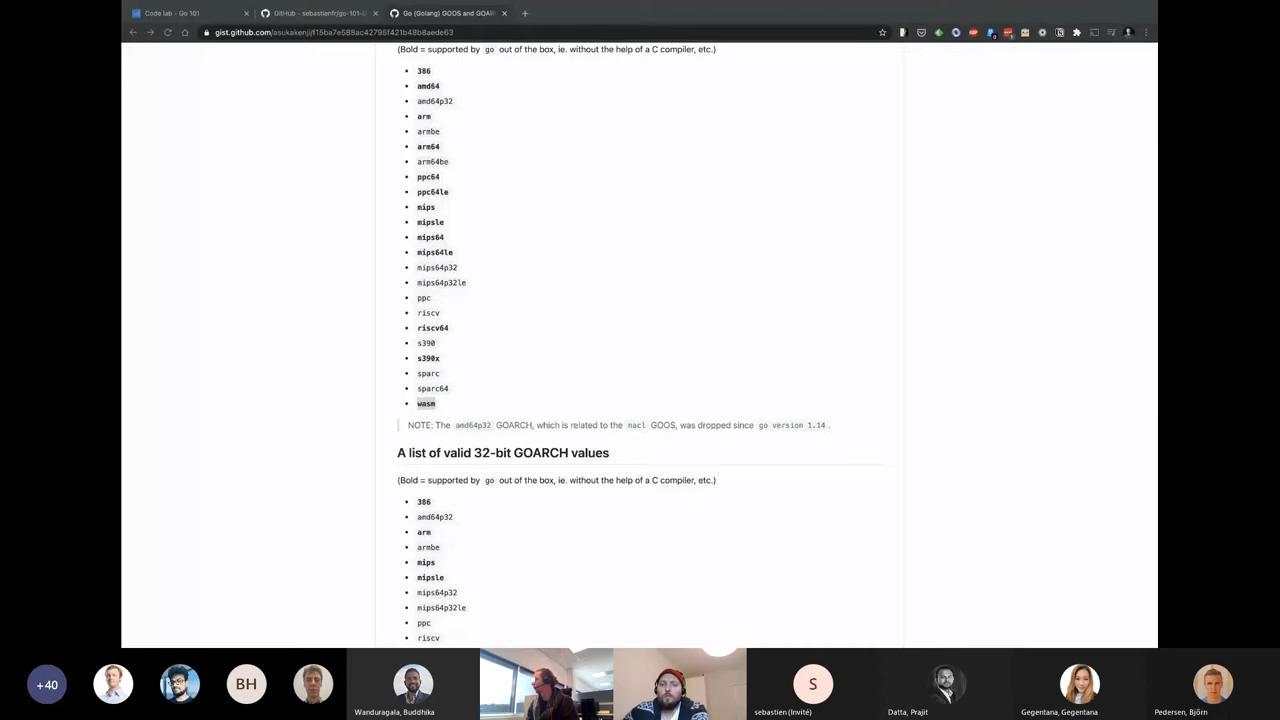 Code lab - Go 101
GitHub - sebastienfr/go-101-l
Go (Golang) GOOS and GOAR
gist.github.com/asukakenji/f15ba7e588ac42795f421b48b8aede63
(Bold = supported by go out of the box, ie. without the help of a C compiler, etc.)
• 386
• amd64
• amd64p32
• arm
• armbe
• arm64
• arm64be
• ppc64
• ppc64le
• mips
• mipsle
• mips64
• mips64le
• mips64p32
• mips64p32le
• ppc
• riscv
• riscv64
• s390
• s390x
• sparc
• sparc64
• wasm
NOTE: The amd64p32 GOARCH, which is related to the nacl GOOS, was dropped since go version 1.14 .
A list of valid 32-bit GOARCH values
(Bold = supported by go out of the box, ie. without the help of a C compiler, etc.)
• 386
• amd64p32
• arm
• armbe
• mips
• mipsle
• mips64p32
• mips64p32le
• ppc
• riscv
+40
BH
S
Wanduragala, Buddhika
sebastien (Invité)
Datta, Prajit
Gegentana, Gegentana
Pedersen, Björn